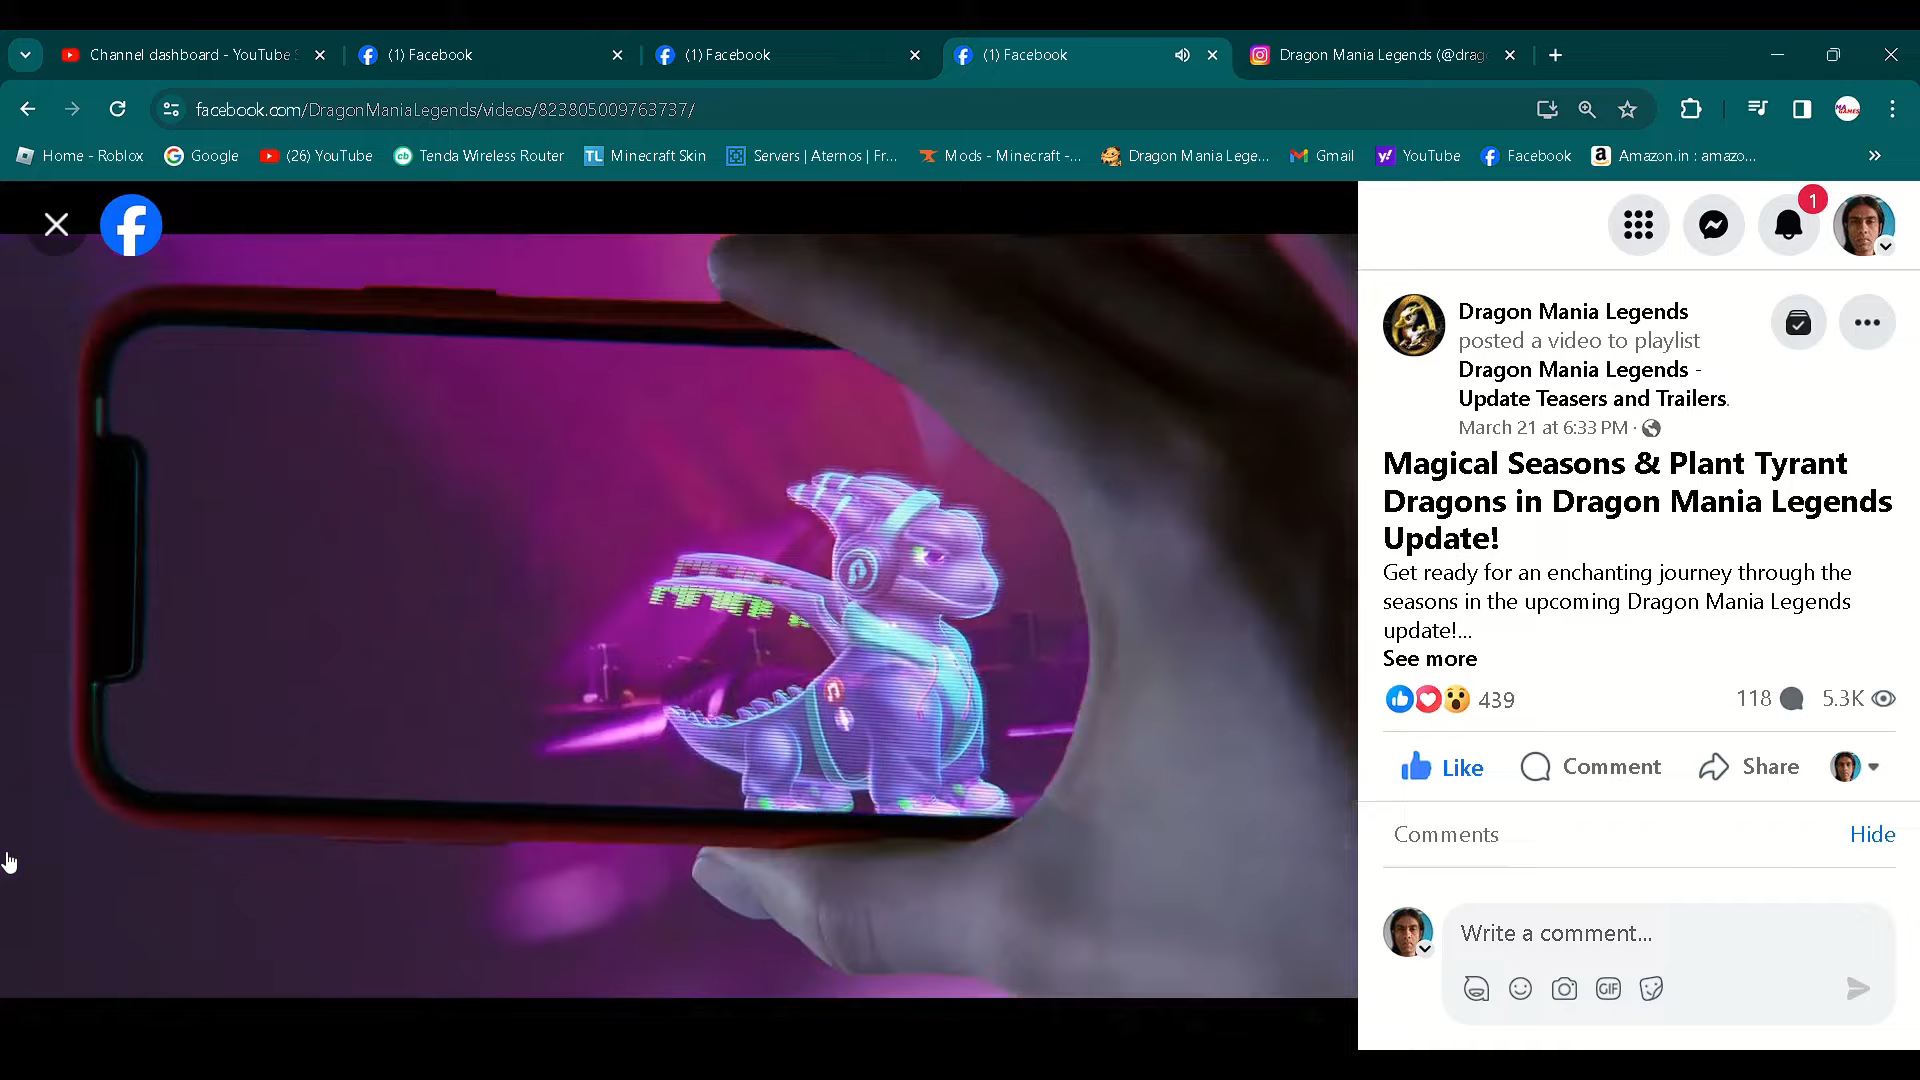 Channel dashboard - YouTube S
(1) Facebook
(1) Facebook
(1) Facebook
Dragon Mania Legends (@drag
facebook.com/DragonManiaLegends/videos/823805009763737/
Home - Roblox
Google
(26) YouTube
Tenda Wireless Router
TL Minecraft Skin
Servers | Aternos | Fr...
Mods - Minecraft -...
Dragon Mania Lege...
Gmail
YouTube
Facebook
Amazon.in : amazo...
1
Dragon Mania Legends
posted a video to playlist
Dragon Mania Legends -
Update Teasers and Trailers.
March 21 at 6:33 PM ·
Magical Seasons & Plant Tyrant
Dragons in Dragon Mania Legends
Update!
Get ready for an enchanting journey through the
seasons in the upcoming Dragon Mania Legends
update!...
See more
439
118
5.3K
Like
Comment
Share
Comments
Hide
Write a comment...
GIF